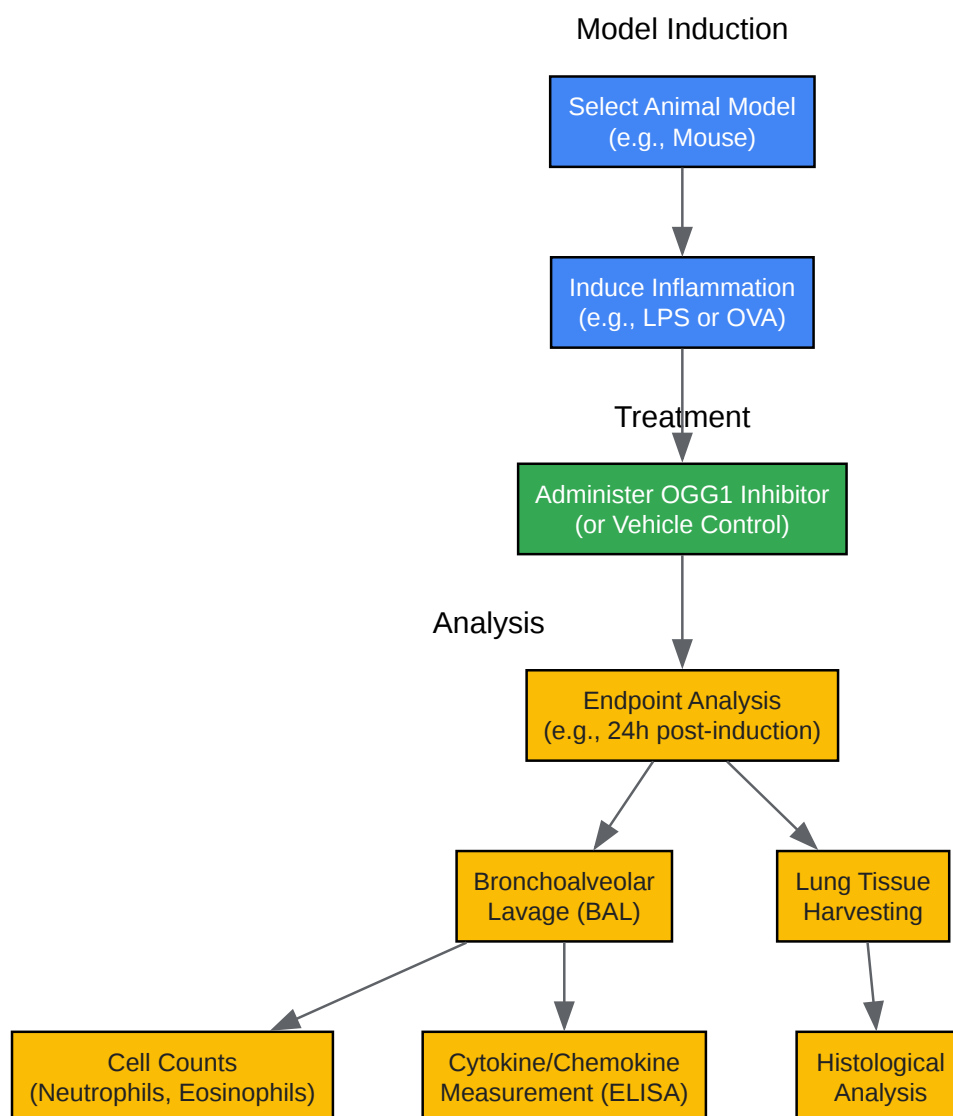 Model Induction
Select Animal Model
(e.g., Mouse)
Induce Inflammation
(e.g., LPS or OVA)
Treatment
Administer OGG1 Inhibitor
(or Vehicle Control)
Analysis
Endpoint Analysis
(e.g., 24h post-induction)
Bronchoalveolar
Lavage (BAL)
Lung Tissue
Harvesting
Cell Counts
(Neutrophils, Eosinophils)
Cytokine/Chemokine
Measurement (ELISA)
Histological
Analysis